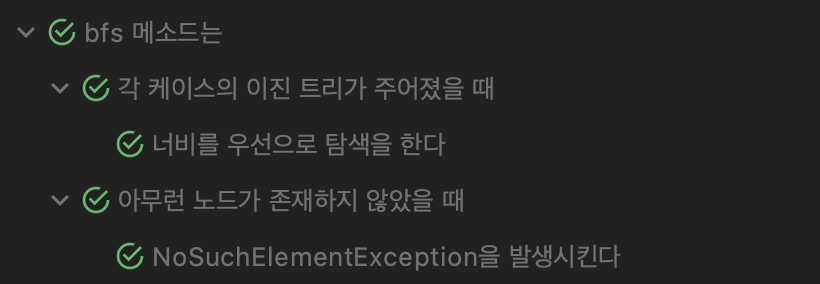 bfs 메소드는
각 케이스의 이진 트리가 주어졌을 때
너비를 우선으로 탐색을 한다
아무런 노드가 존재하지 않았을 때
NoSuchElementException을 발생시킨다